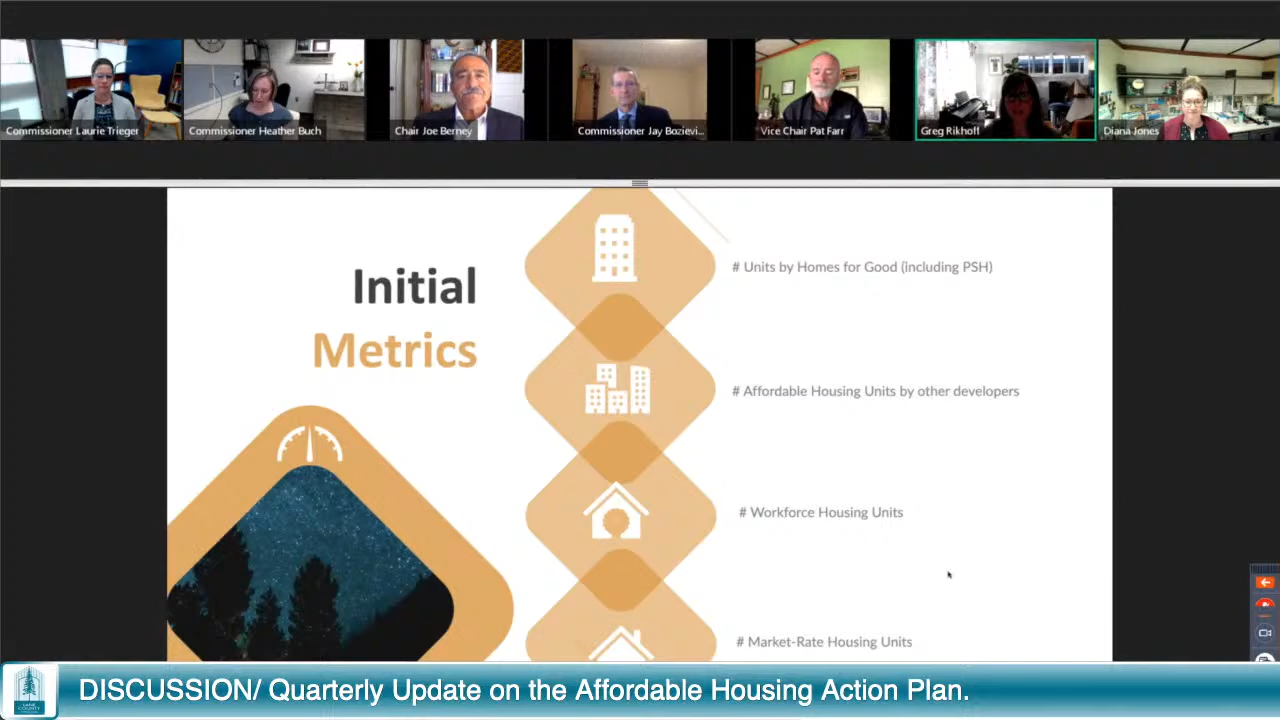 Commissioner Laurie Trieger
Commissioner Heather Buch
Chair Joe Berney
Commissioner Jay Bozievi...
Vice Chair Pat Farr
Greg Rikhoff
Diana Jones
Initial
Metrics
# Units by Homes for Good (including PSH)
# Affordable Housing Units by other developers
# Workforce Housing Units
# Market-Rate Housing Units
LANE
COUNTY
DISCUSSION/ Quarterly Update on the Affordable Housing Action Plan.